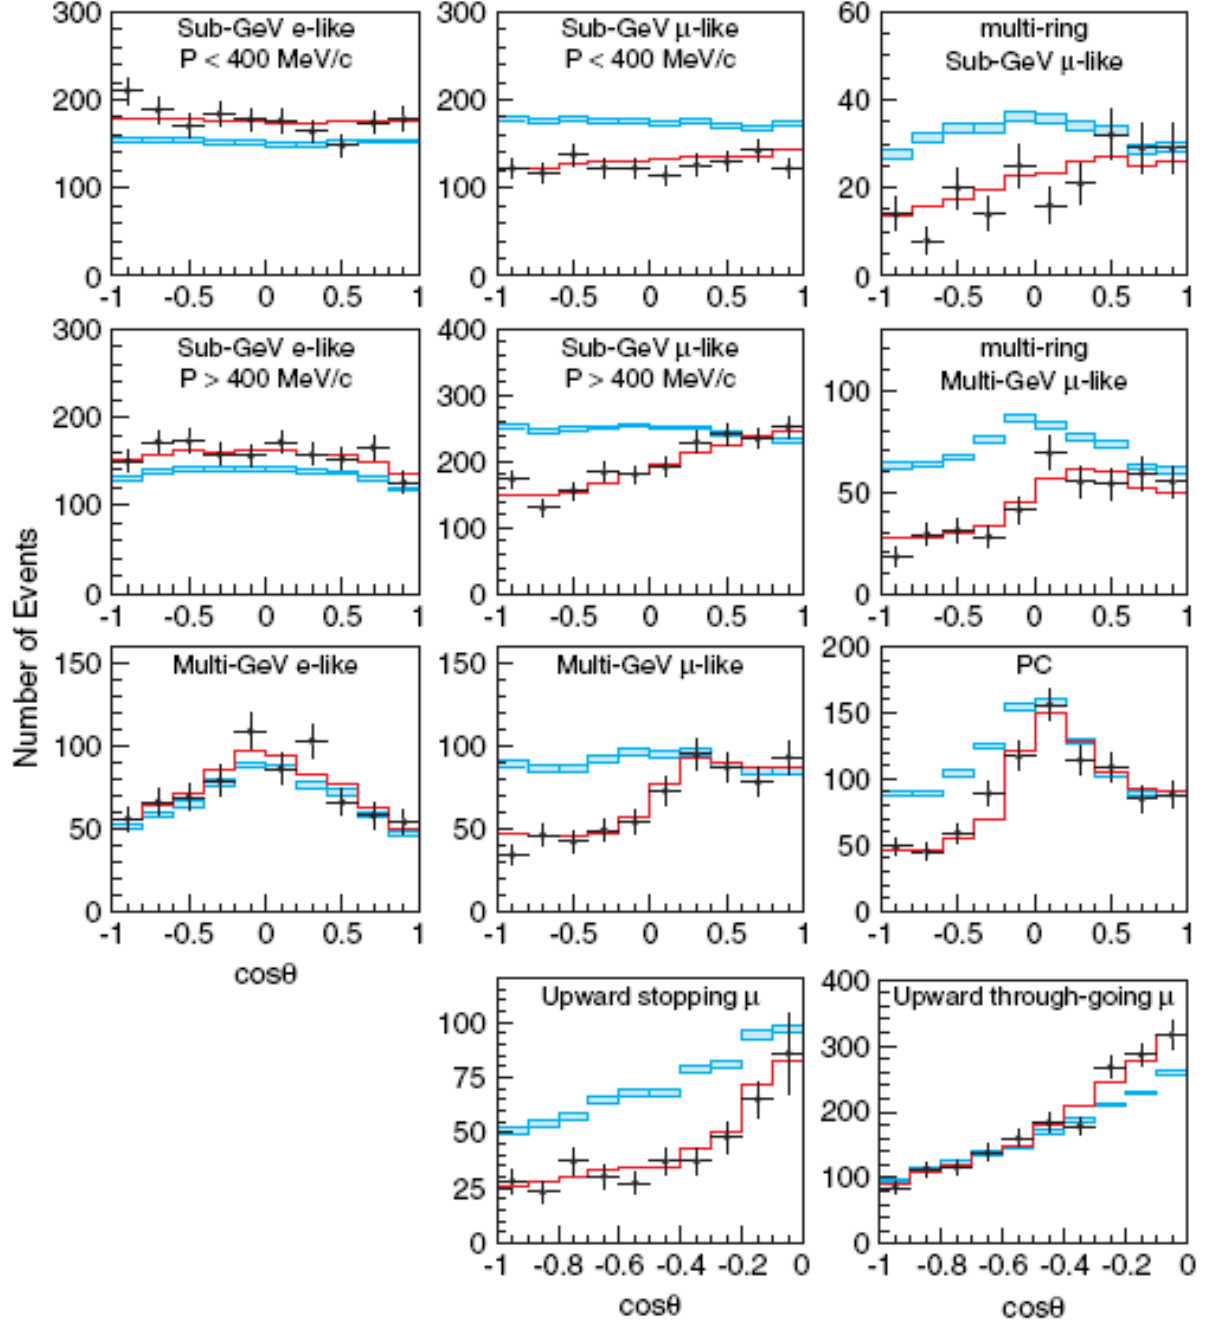 Number of Events
Sub-GeV e-like
P < 400 MeV/c
300
200
100
0
-1 -0.5 0 0.5 1
Sub-GeV μ-like
P < 400 MeV/c
300
200
100
0
-1 -0.5 0 0.5 1
multi-ring
Sub-GeV μ-like
60
40
20
0
-1 -0.5 0 0.5 1
Sub-GeV e-like
P > 400 MeV/c
300
200
100
0
-1 -0.5 0 0.5 1
Sub-GeV μ-like
P > 400 MeV/c
400
300
200
100
0
-1 -0.5 0 0.5 1
multi-ring
Multi-GeV μ-like
100
50
0
-1 -0.5 0 0.5 1
Multi-GeV e-like
150
100
50
0
-1 -0.5 0 0.5 1
cosθ
Multi-GeV μ-like
150
100
50
0
-1 -0.5 0 0.5 1
PC
200
150
100
50
0
-1 -0.5 0 0.5 1
Upward stopping μ
100
75
50
25
0
-1 -0.8 -0.6 -0.4 -0.2 0
cosθ
Upward through-going μ
400
300
200
100
0
-1 -0.8 -0.6 -0.4 -0.2 0
cosθ